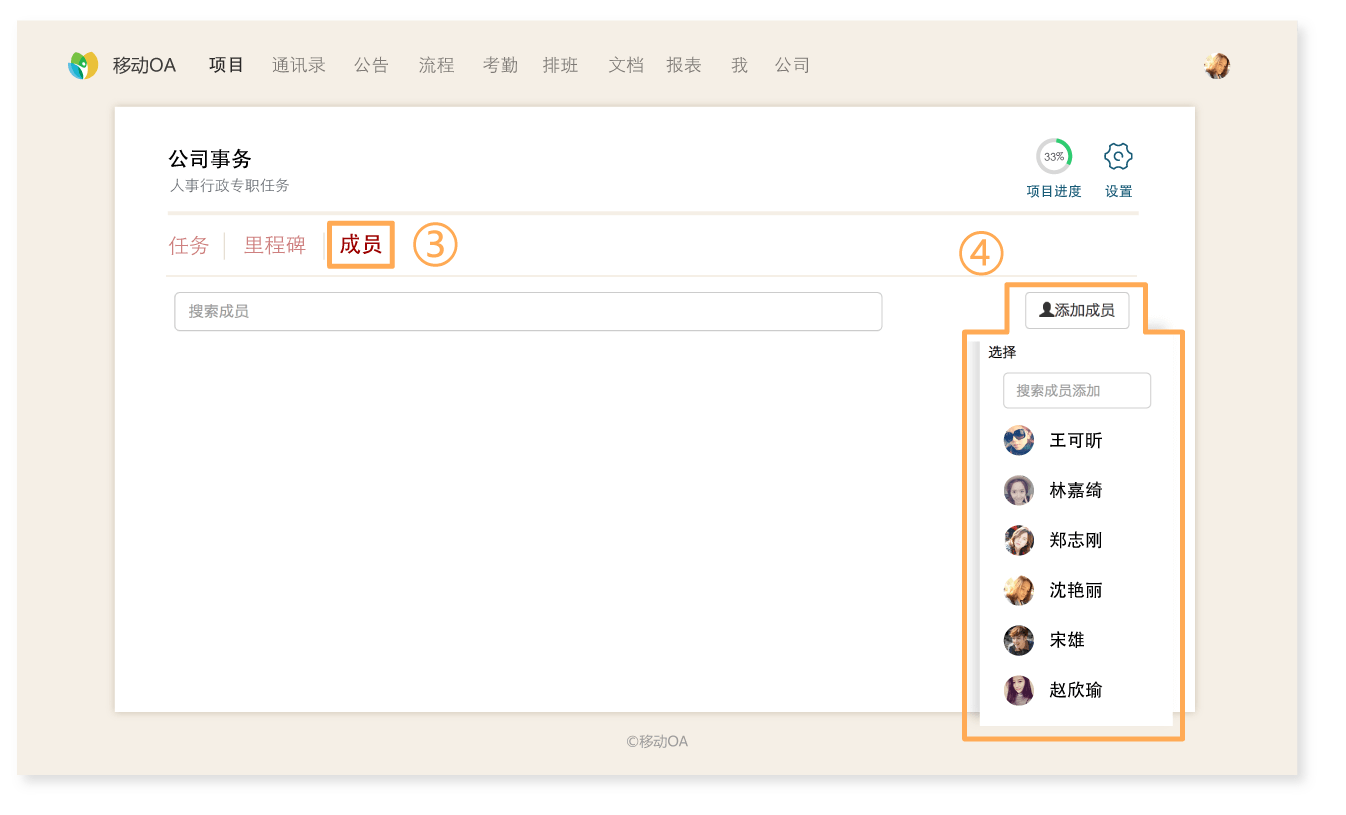 移动OA 项目 通讯录 公告 流程 考勤 排班 文档 报表 我 公司
公司事务
人事行政专职任务
33%
项目进度 设置
任务 里程碑 成员 ③
④
搜索成员
添加成员
选择
搜索成员添加
王可昕
林嘉绮
郑志刚
沈艳丽
宋雄
赵欣瑜
©移动OA